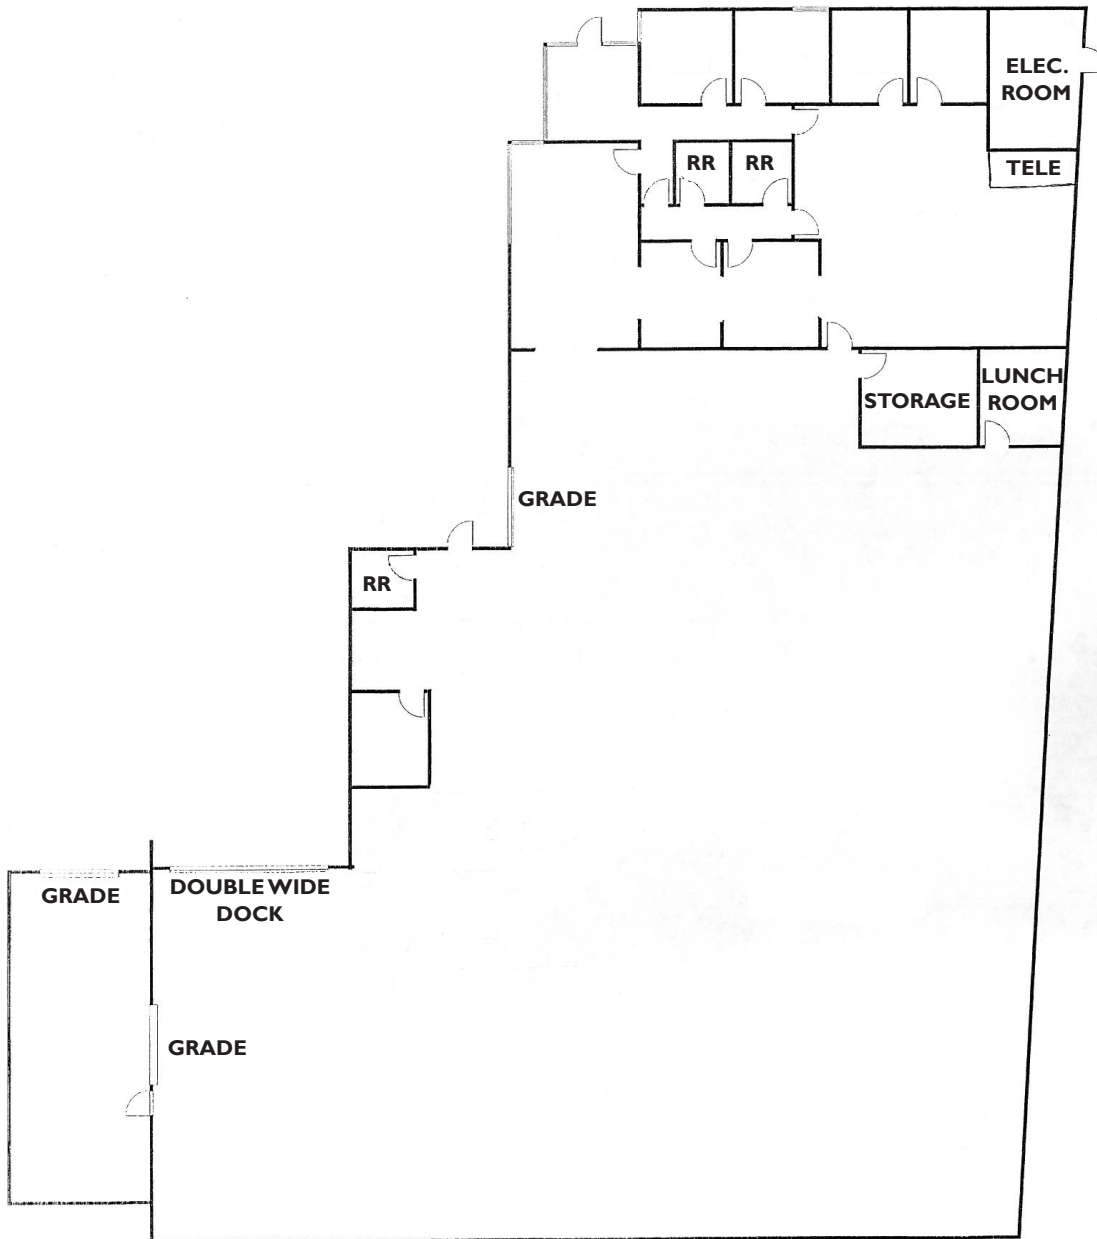 ELEC.
ROOM
RR
RR
TELE
LUNCH
ROOM
STORAGE
GRADE
RR
GRADE
DOUBLE WIDE
DOCK
GRADE